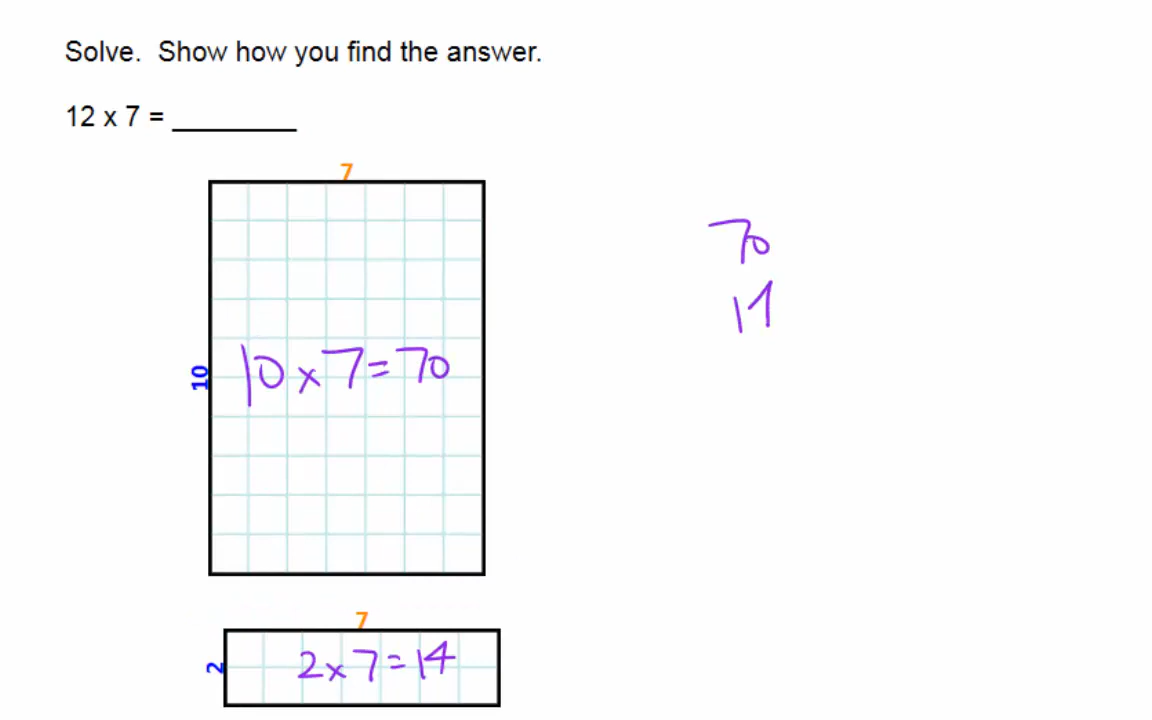 Solve. Show how you find the answer.
12 x 7 = ________
7
10
10 x 7 = 70
70
7
2
2 x 7 = 14